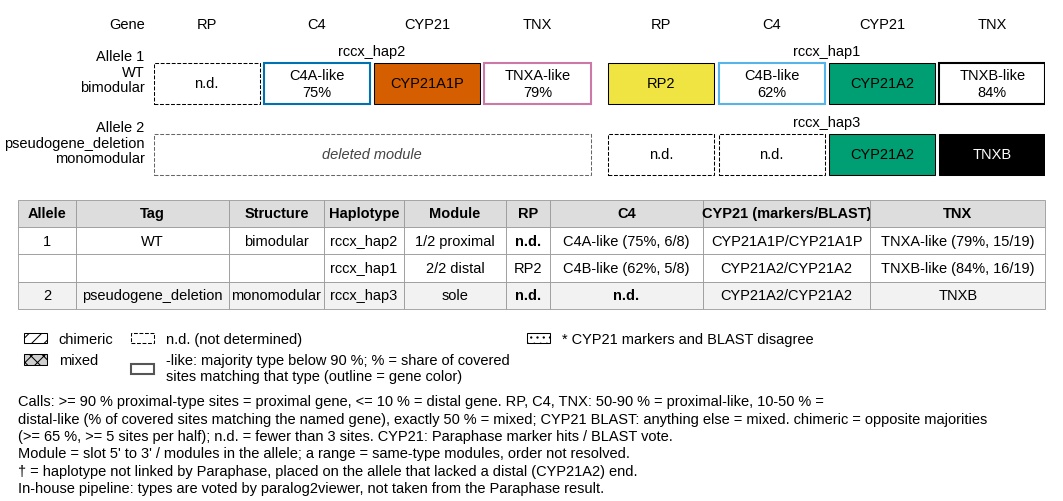 Gene RP C4 CYP21 TNX RP C4 CYP21 TNX
rccx_hap2 rccx_hap1
Allele 1
WT
bimodular
n.d. C4A-like 75% CYP21A1P TNXA-like 79% RP2 C4B-like 62% CYP21A2 TNXB-like 84%
rccx_hap3
Allele 2
pseudogene_deletion
monomodular
deleted module n.d. n.d. CYP21A2 TNXB
Allele Tag Structure Haplotype Module RP C4 CYP21 (markers/BLAST) TNX
1 WT bimodular rccx_hap2 1/2 proximal n.d. C4A-like (75%, 6/8) CYP21A1P/CYP21A1P TNXA-like (79%, 15/19)
rccx_hap1 2/2 distal RP2 C4B-like (62%, 5/8) CYP21A2/CYP21A2 TNXB-like (84%, 16/19)
2 pseudogene_deletion monomodular rccx_hap3 sole n.d. n.d. CYP21A2/CYP21A2 TNXB
chimeric n.d. (not determined) * CYP21 markers and BLAST disagree
mixed -like: majority type below 90 %; % = share of covered
sites matching that type (outline = gene color)
Calls: >= 90 % proximal-type sites = proximal gene, <= 10 % = distal gene. RP, C4, TNX: 50-90 % = proximal-like, 10-50 % =
distal-like (% of covered sites matching the named gene), exactly 50 % = mixed; CYP21 BLAST: anything else = mixed. chimeric = opposite majorities
(>= 65 %, >= 5 sites per half); n.d. = fewer than 3 sites. CYP21: Paraphase marker hits / BLAST vote.
Module = slot 5' to 3' / modules in the allele; a range = same-type modules, order not resolved.
† = haplotype not linked by Paraphase, placed on the allele that lacked a distal (CYP21A2) end.
In-house pipeline: types are voted by paralog2viewer, not taken from the Paraphase result.